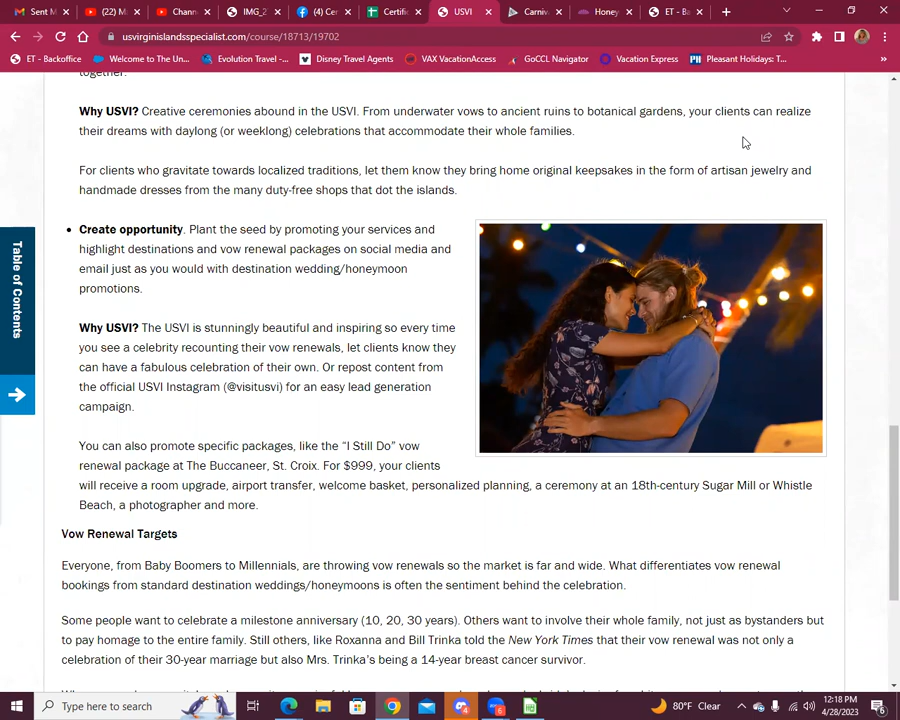 Sent M
(22) M
Chann
IMG_2
(4) Cer
Certific
USVI
Carniv
Honey
ET - Ba
usvirginislandsspecialist.com/course/18713/19702
ET - Backoffice
Welcome to The Un...
Evolution Travel -...
Disney Travel Agents
VAX VacationAccess
GoCCL Navigator
Vacation Express
Pleasant Holidays: T...
together.
Why USVI? Creative ceremonies abound in the USVI. From underwater vows to ancient ruins to botanical gardens, your clients can realize
their dreams with daylong (or weeklong) celebrations that accommodate their whole families.
For clients who gravitate towards localized traditions, let them know they bring home original keepsakes in the form of artisan jewelry and
handmade dresses from the many duty-free shops that dot the islands.
Create opportunity. Plant the seed by promoting your services and
highlight destinations and vow renewal packages on social media and
email just as you would with destination wedding/honeymoon
promotions.
Table of Contents
Why USVI? The USVI is stunningly beautiful and inspiring so every time
you see a celebrity recounting their vow renewals, let clients know they
can have a fabulous celebration of their own. Or repost content from
the official USVI Instagram (@visitusvi) for an easy lead generation
campaign.
You can also promote specific packages, like the “I Still Do” vow
renewal package at The Buccaneer, St. Croix. For $999, your clients
will receive a room upgrade, airport transfer, welcome basket, personalized planning, a ceremony at an 18th-century Sugar Mill or Whistle
Beach, a photographer and more.
Vow Renewal Targets
Everyone, from Baby Boomers to Millennials, are throwing vow renewals so the market is far and wide. What differentiates vow renewal
bookings from standard destination weddings/honeymoons is often the sentiment behind the celebration.
Some people want to celebrate a milestone anniversary (10, 20, 30 years). Others want to involve their whole family, not just as bystanders but
to pay homage to the entire family. Still others, like Roxanna and Bill Trinka told the New York Times that their vow renewal was not only a
celebration of their 30-year marriage but also Mrs. Trinka's being a 14-year breast cancer survivor.
Type here to search
80°F Clear
12:18 PM
4/28/2023